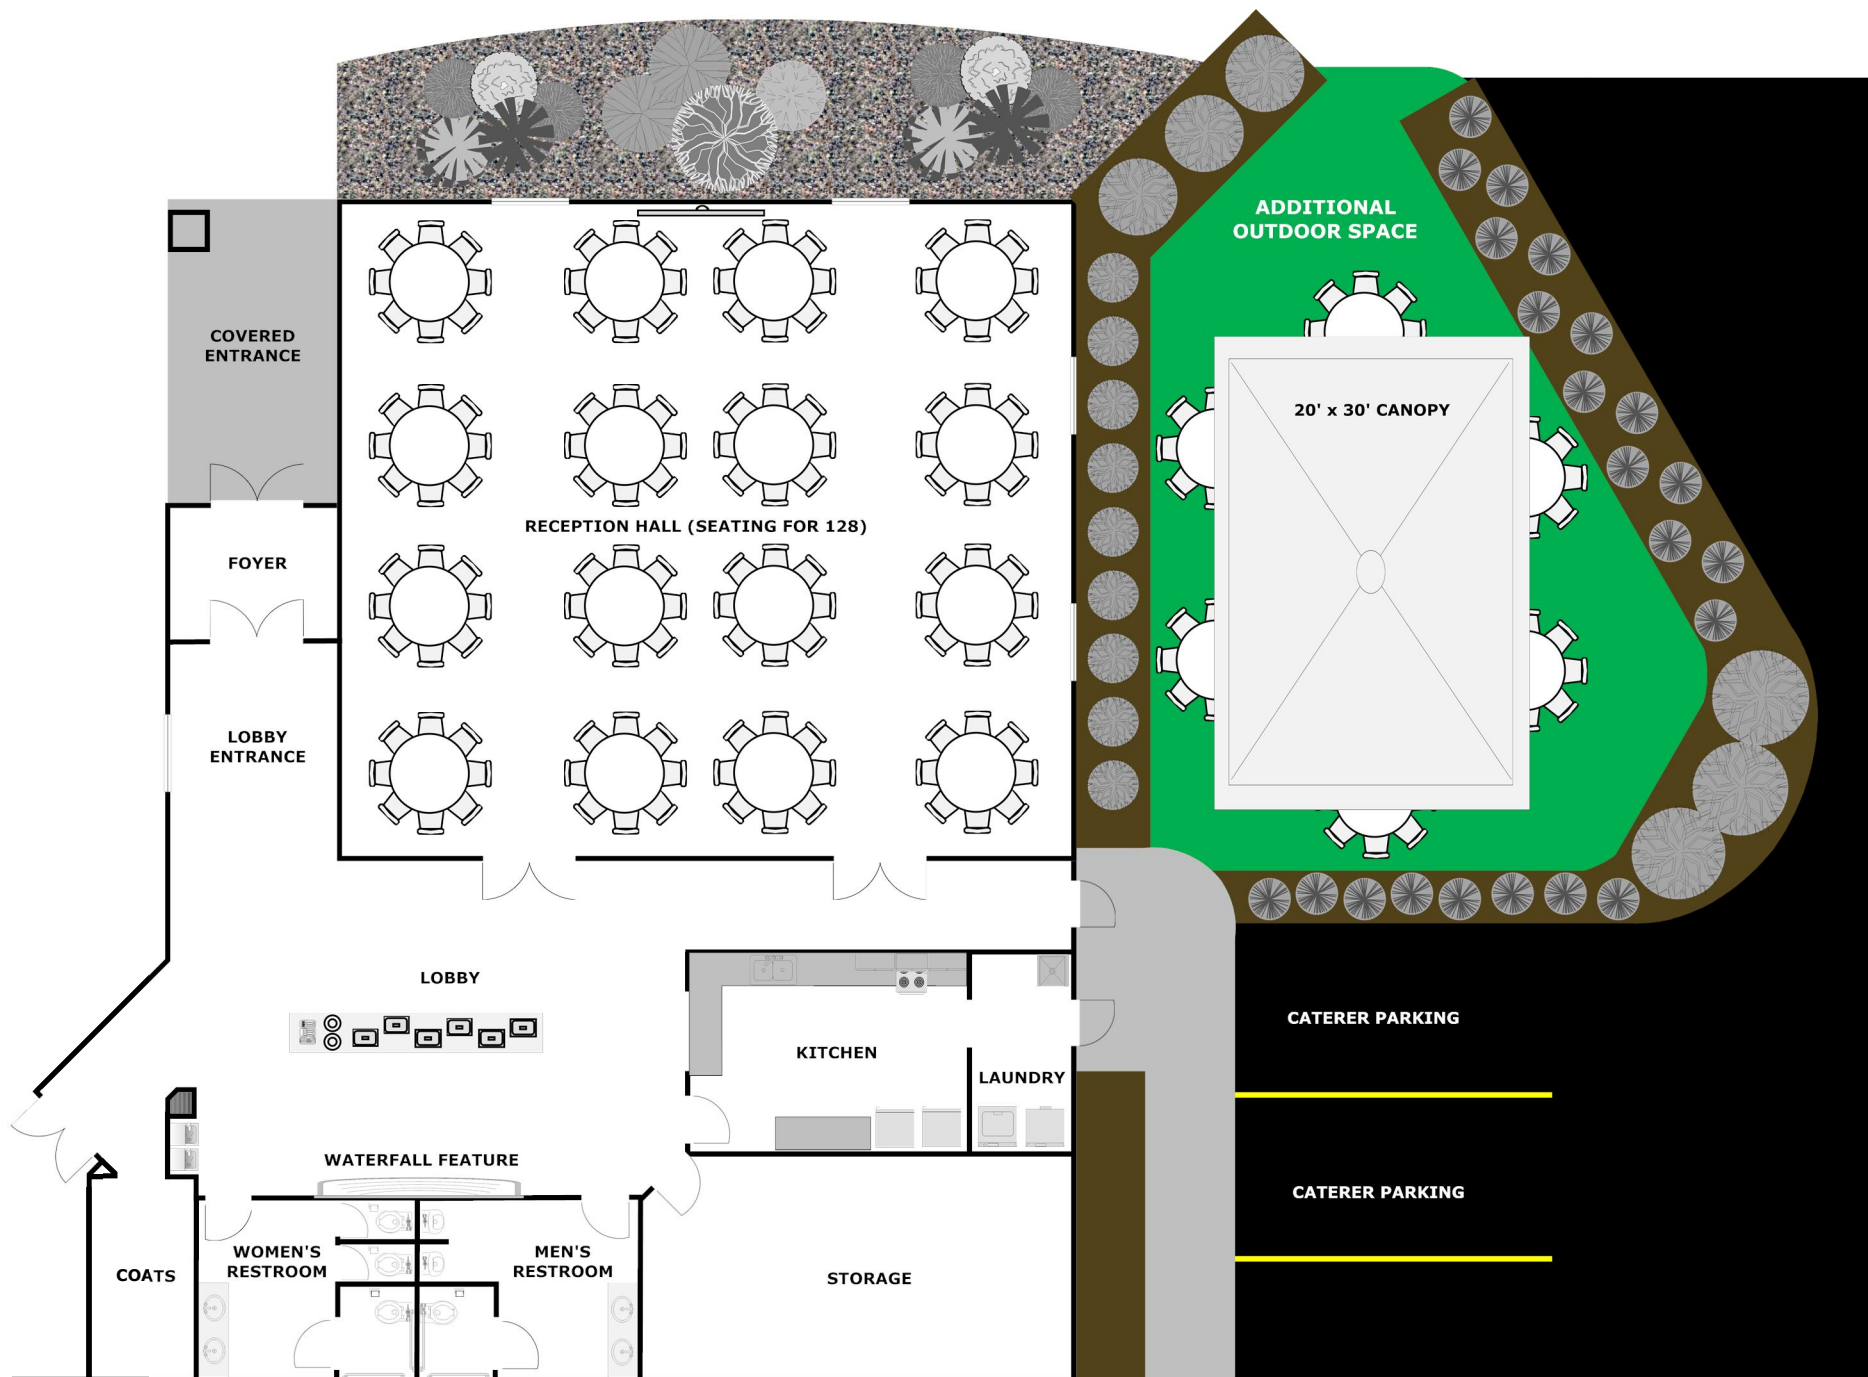 ADDITIONAL
OUTDOOR SPACE
COVERED
ENTRANCE
20' x 30' CANOPY
RECEPTION HALL (SEATING FOR 128)
FOYER
LOBBY
ENTRANCE
LOBBY
CATERER PARKING
KITCHEN
LAUNDRY
WATERFALL FEATURE
CATERER PARKING
WOMEN'S
RESTROOM
MEN'S
RESTROOM
COATS
STORAGE